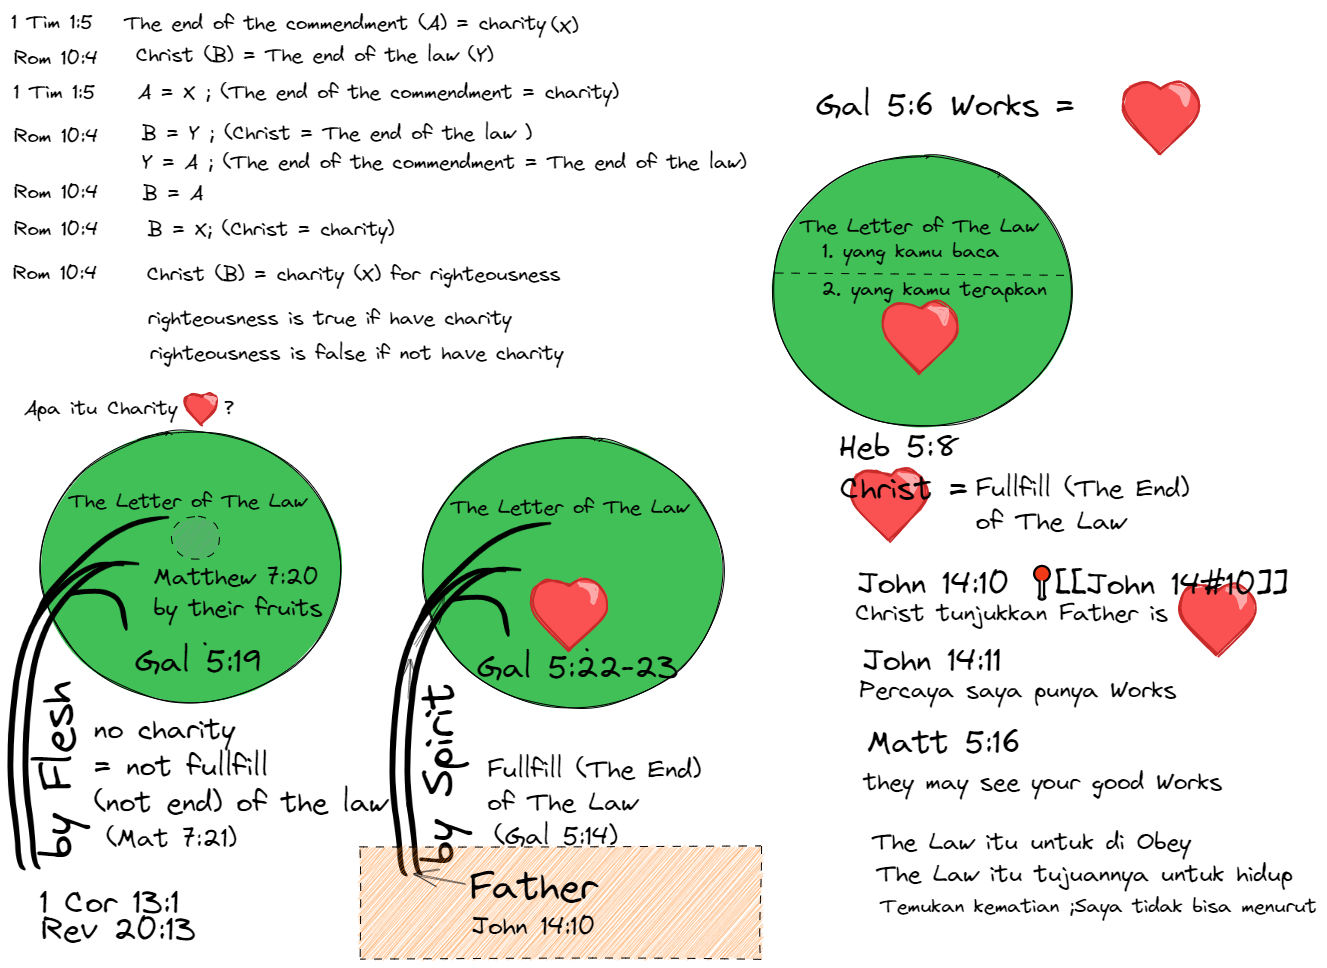 1 Tim 1:5 The end of the commendment (A) = charity (x)
Rom 10:4 Christ (B) = The end of the law (Y)
1 Tim 1:5 A = x ; (The end of the commendment = charity)
Rom 10:4 B = Y ; (Christ = The end of the law )
Y = A ; (The end of the commendment = The end of the law)
Rom 10:4 B = A
Rom 10:4 B = x; (Christ = charity)
Rom 10:4 Christ (B) = charity (x) for righteousness
righteousness is true if have charity
righteousness is false if not have charity
Apa itu Charity ?
The Letter of The Law
Matthew 7:20
by their fruits
Gal 5:19
by Flesh
no charity
= not fullfill
(not end) of the law
(Mat 7:21)
1 Cor 13:1
Rev 20:13
The Letter of The Law
Gal 5:22-23
by Spirit
Fullfill (The End)
of The Law
(Gal 5:14)
Father
John 14:10
Gal 5:6 Works =
The Letter of The Law
1. yang kamu baca
2. yang kamu terapkan
Heb 5:8
Christ = Fullfill (The End)
of The Law
John 14:10 [[John 14#10]]
Christ tunjukkan Father is
John 14:11
Percaya saya punya Works
Matt 5:16
they may see your good Works
The Law itu untuk di Obey
The Law itu tujuannya untuk hidup
Temukan kematian ;Saya tidak bisa menurut